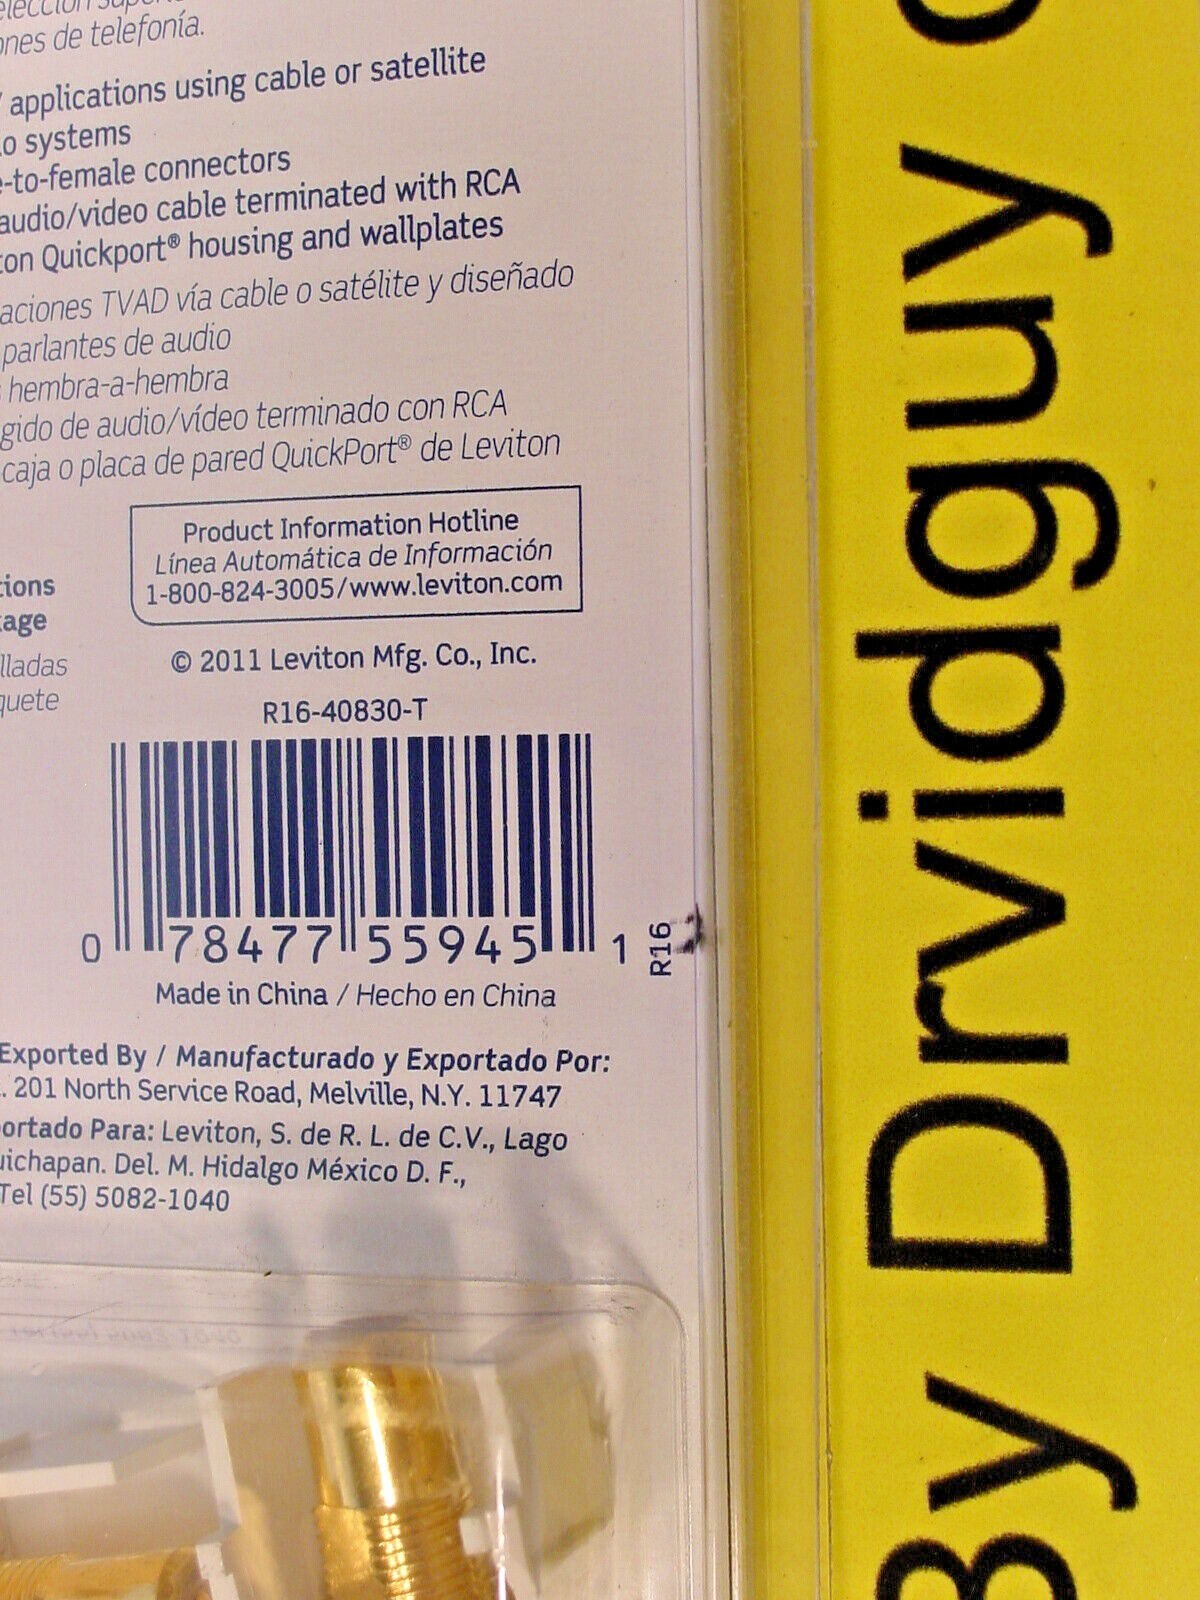 ones de telefonía.
applications using cable or satellite
o systems
-to-female connectors
audio/video cable terminated with RCA
on Quickport® housing and wallplates
aciones TVAD vía cable o satélite y diseñado
parlantes de audio
hembra-a-hembra
gido de audio/vídeo terminado con RCA
caja o placa de pared QuickPort® de Leviton
Product Information Hotline
Línea Automática de Información
1-800-824-3005/www.leviton.com
tions
age
lladas
quete
© 2011 Leviton Mfg. Co., Inc.
R16-40830-T
0 78477 55945 1
R16
Made in China / Hecho en China
Exported By / Manufacturado y Exportado Por:
. 201 North Service Road, Melville, N.Y. 11747
ortado Para: Leviton, S. de R. L. de C.V., Lago
uichapan. Del. M. Hidalgo México D. F.,
Tel (55) 5082-1040
By Drvidguy